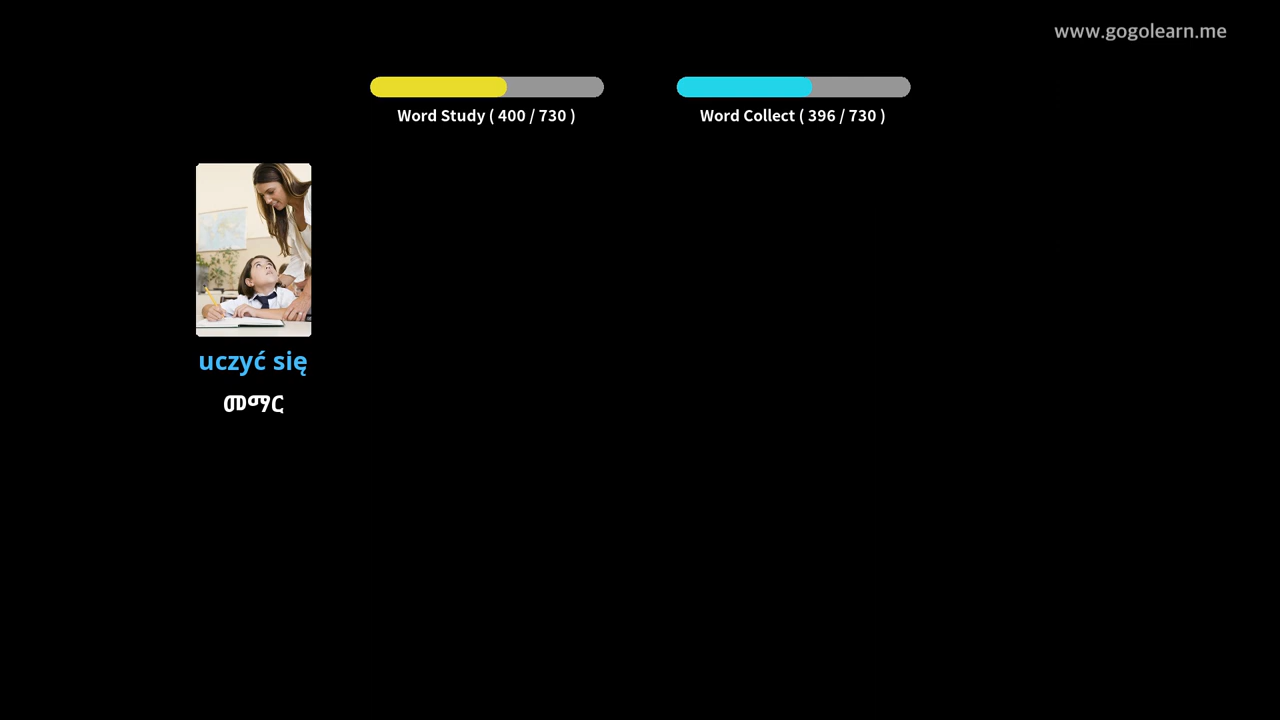 www.gogolearn.me
Word Study ( 400 / 730 )
Word Collect ( 396 / 730 )
uczyć się
መማር